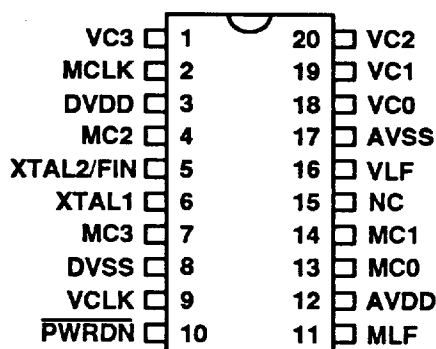 VC3 1 20 VC2
MCLK 2 19 VC1
DVDD 3 18 VC0
MC2 4 17 AVSS
XTAL2/FIN 5 16 VLF
XTAL1 6 15 NC
MC3 7 14 MC1
DVSS 8 13 MC0
VCLK 9 12 AVDD
PWRDN 10 11 MLF